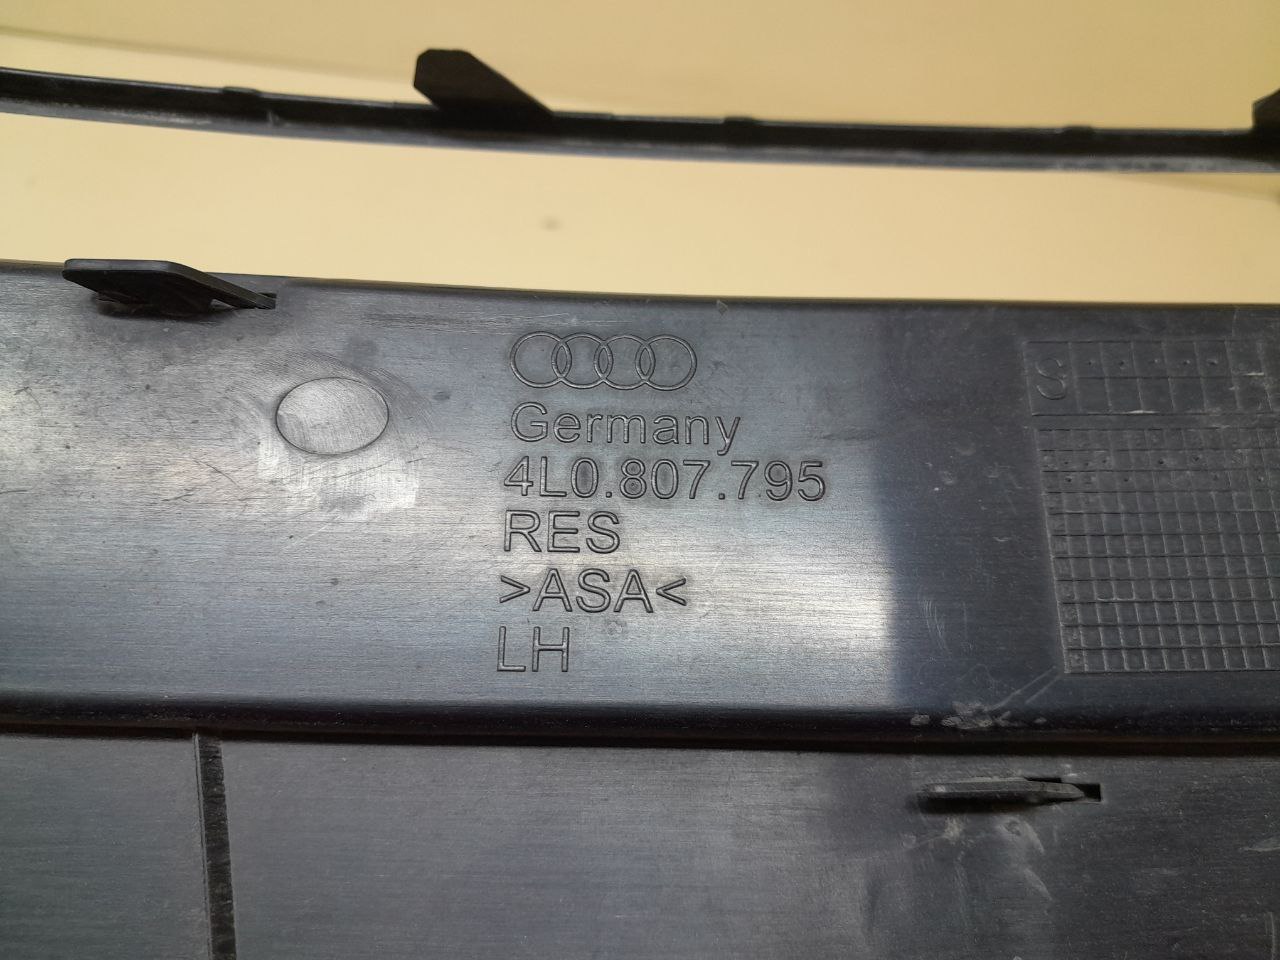 Germany
4L0.807.795
RES
>ASA<
LH
S